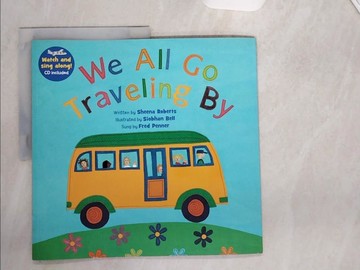 Watch and
sing along!
CD included
We All Go
Traveling By
Written by Sheena Roberts
Illustrated by Siobhan Bell
Sung by Fred Penner